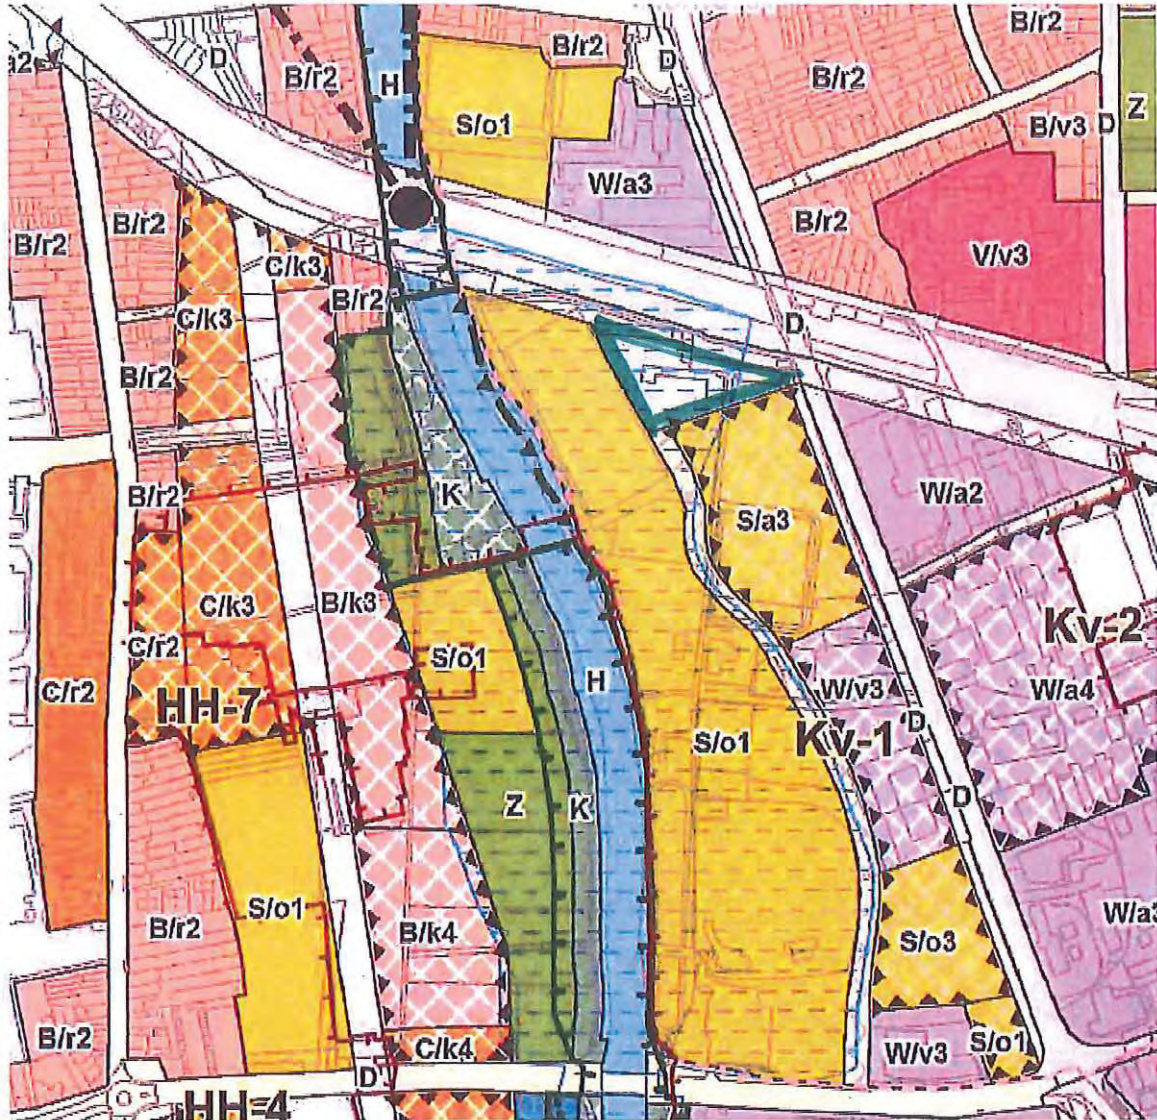 B/r2
B/r2
D
B/r2
H
D
B/r2
Z
a2
S/o1
B/v3
D
W/a3
B/r2
B/r2
B/r2
V/v3
C/k3
B/r2
C/k3
D
B/r2
K
B/r2
W/a2
S/a3
C/k3
B/k3
Kv-2
C/r2
S/o1
H
W/v3
W/a4
C/r2
HH-7
S/o1
Kv-1
D
Z
K
D
B/r2
S/o1
B/k4
S/o3
W/a3
B/r2
C/k4
W/v3
S/o1
D
HH-4